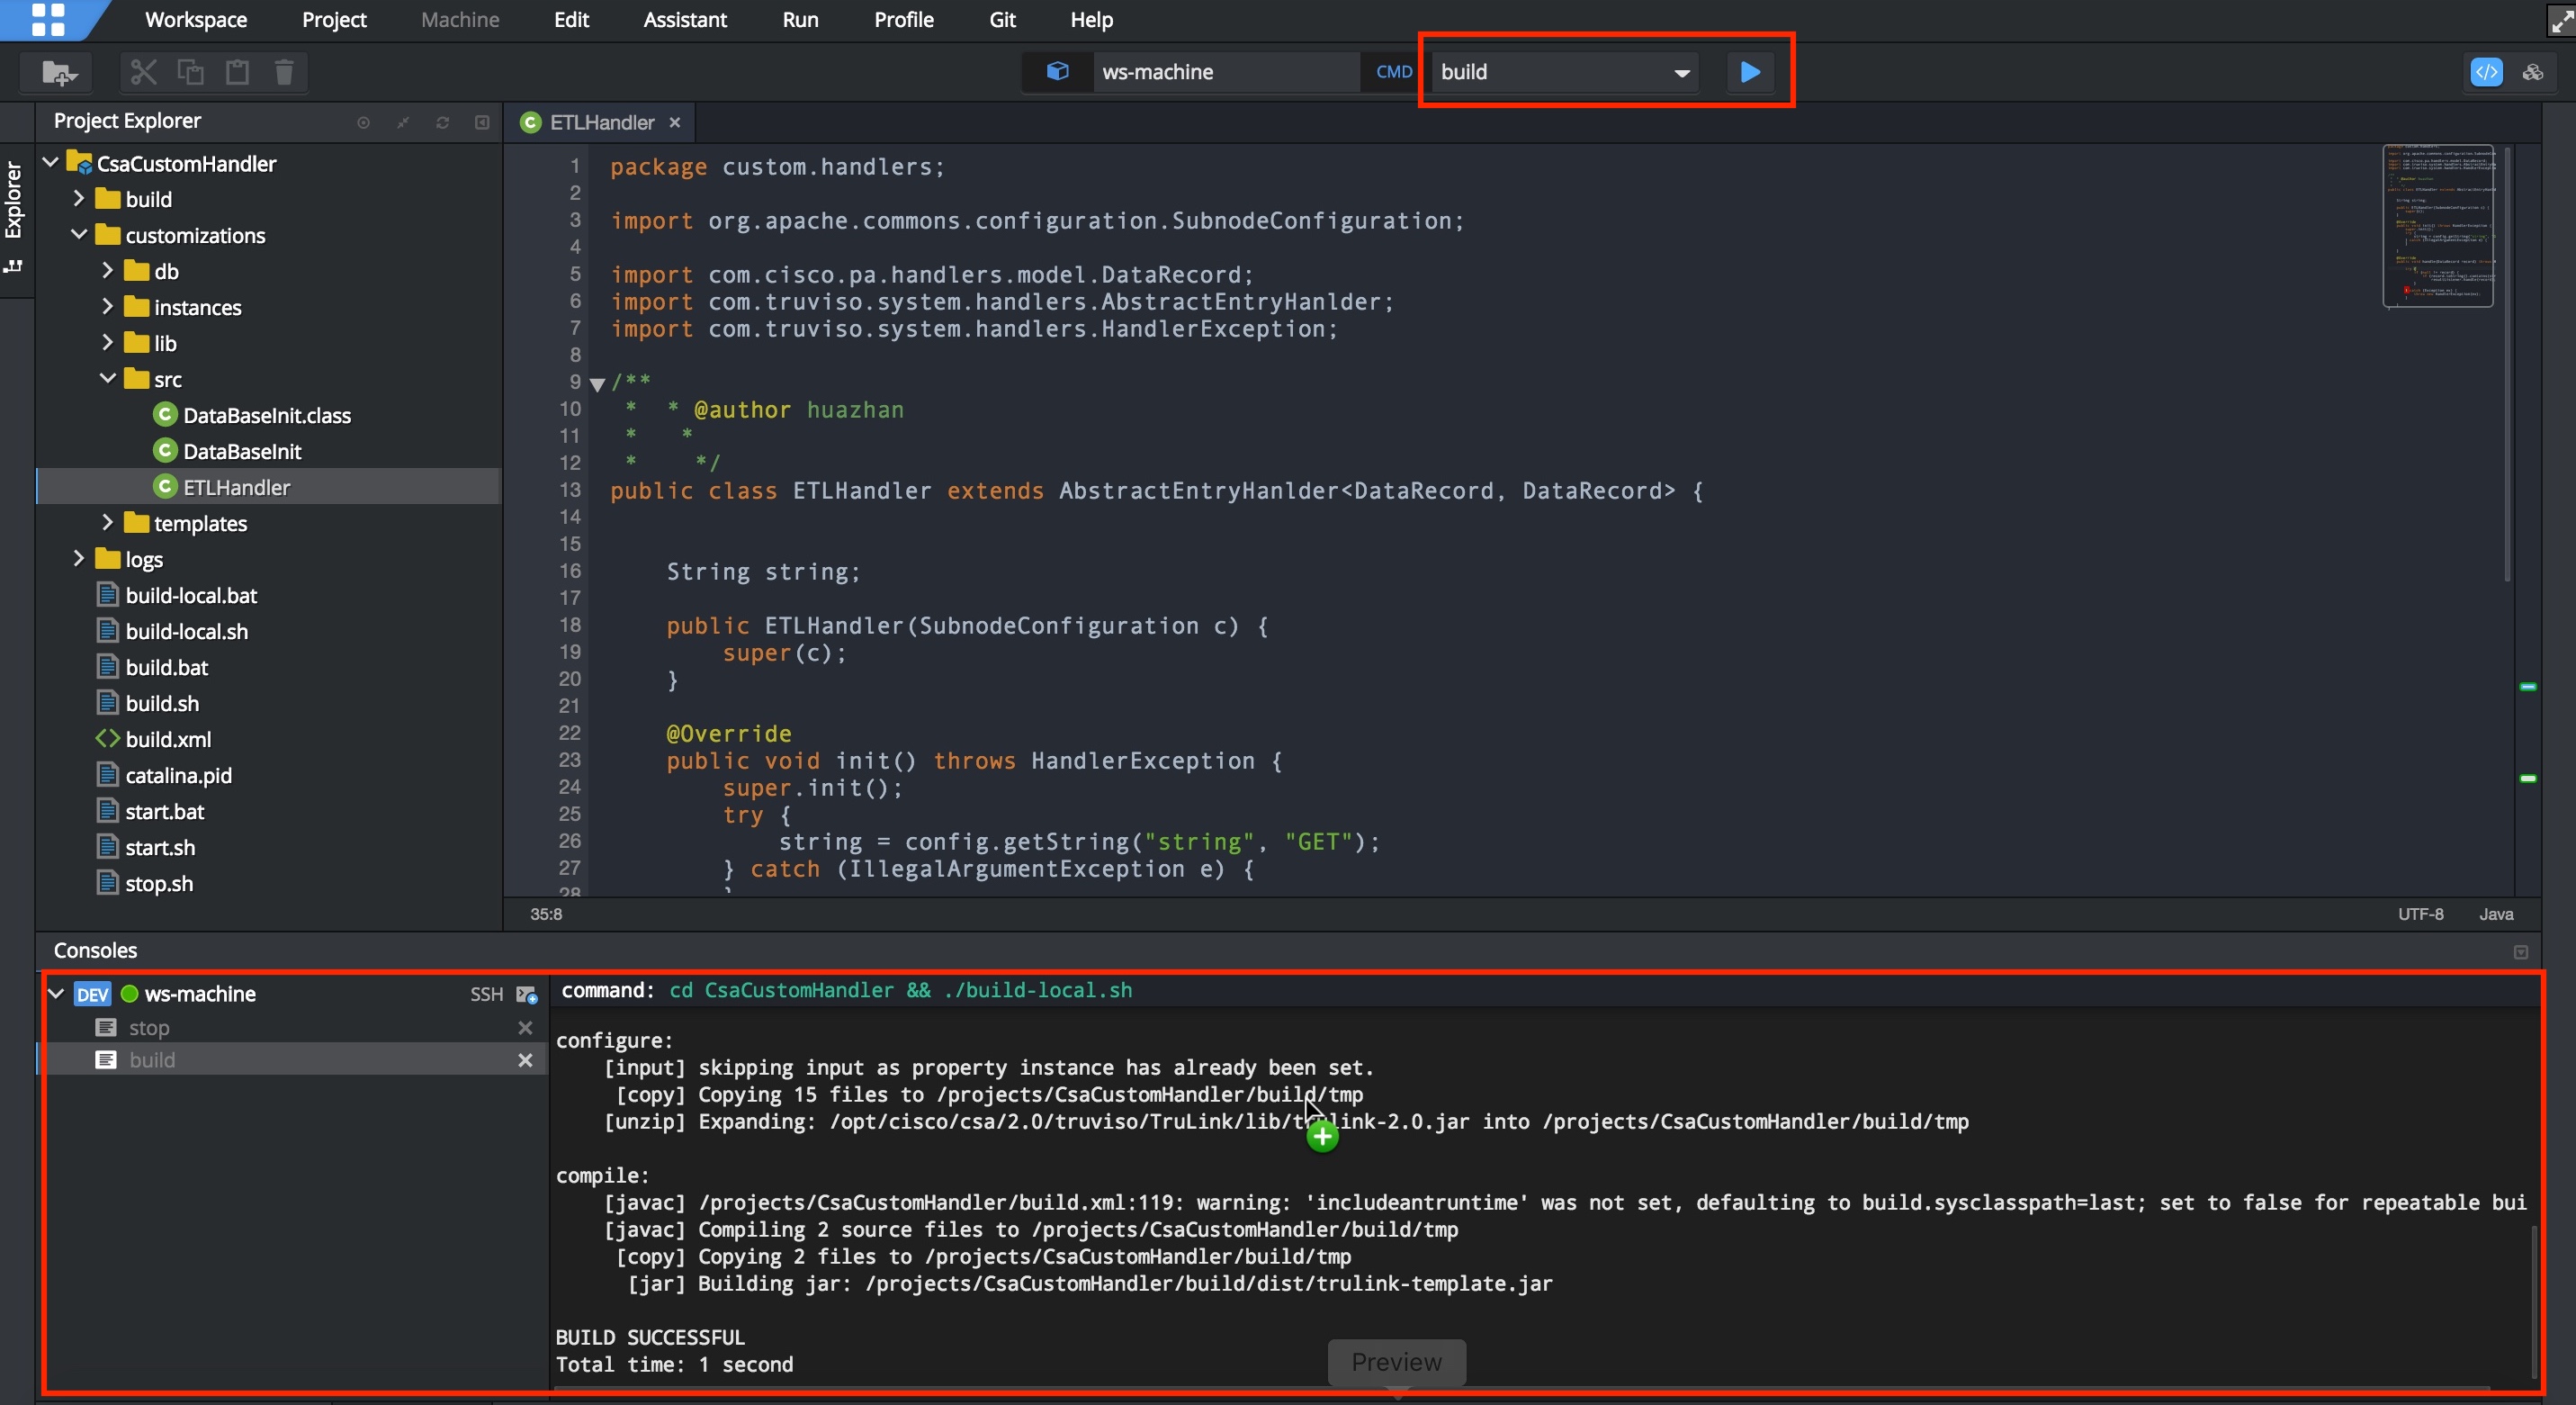 Workspace Project Machine Edit Assistant Run Profile Git Help
ws-machine CMD build
Project Explorer
ETLHandler
Explorer
CsaCustomHandler
build
customizations
db
instances
lib
src
DataBaseInit.class
DataBaseInit
ETLHandler
templates
logs
build-local.bat
build-local.sh
build.bat
build.sh
build.xml
catalina.pid
start.bat
start.sh
stop.sh
1 package custom.handlers;
2
3 import org.apache.commons.configuration.SubnodeConfiguration;
4
5 import com.cisco.pa.handlers.model.DataRecord;
6 import com.truviso.system.handlers.AbstractEntryHanlder;
7 import com.truviso.system.handlers.HandlerException;
8
9 /**
10 * * @author huazhan
11 * *
12 * */
13 public class ETLHandler extends AbstractEntryHanlder<DataRecord, DataRecord> {
14
15
16 String string;
17
18 public ETLHandler(SubnodeConfiguration c) {
19 super(c);
20 }
21
22 @Override
23 public void init() throws HandlerException {
24 super.init();
25 try {
26 string = config.getString("string", "GET");
27 } catch (IllegalArgumentException e) {
28 }
35:8 UTF-8 Java
Consoles
DEV ws-machine SSH
stop
build
command: cd CsaCustomHandler && ./build-local.sh
configure:
[input] skipping input as property instance has already been set.
[copy] Copying 15 files to /projects/CsaCustomHandler/build/tmp
[unzip] Expanding: /opt/cisco/csa/2.0/truviso/TruLink/lib/trulink-2.0.jar into /projects/CsaCustomHandler/build/tmp
compile:
[javac] /projects/CsaCustomHandler/build.xml:119: warning: 'includeantruntime' was not set, defaulting to build.sysclasspath=last; set to false for repeatable bui
[javac] Compiling 2 source files to /projects/CsaCustomHandler/build/tmp
[copy] Copying 2 files to /projects/CsaCustomHandler/build/tmp
[jar] Building jar: /projects/CsaCustomHandler/build/dist/trulink-template.jar
BUILD SUCCESSFUL
Total time: 1 second
Preview